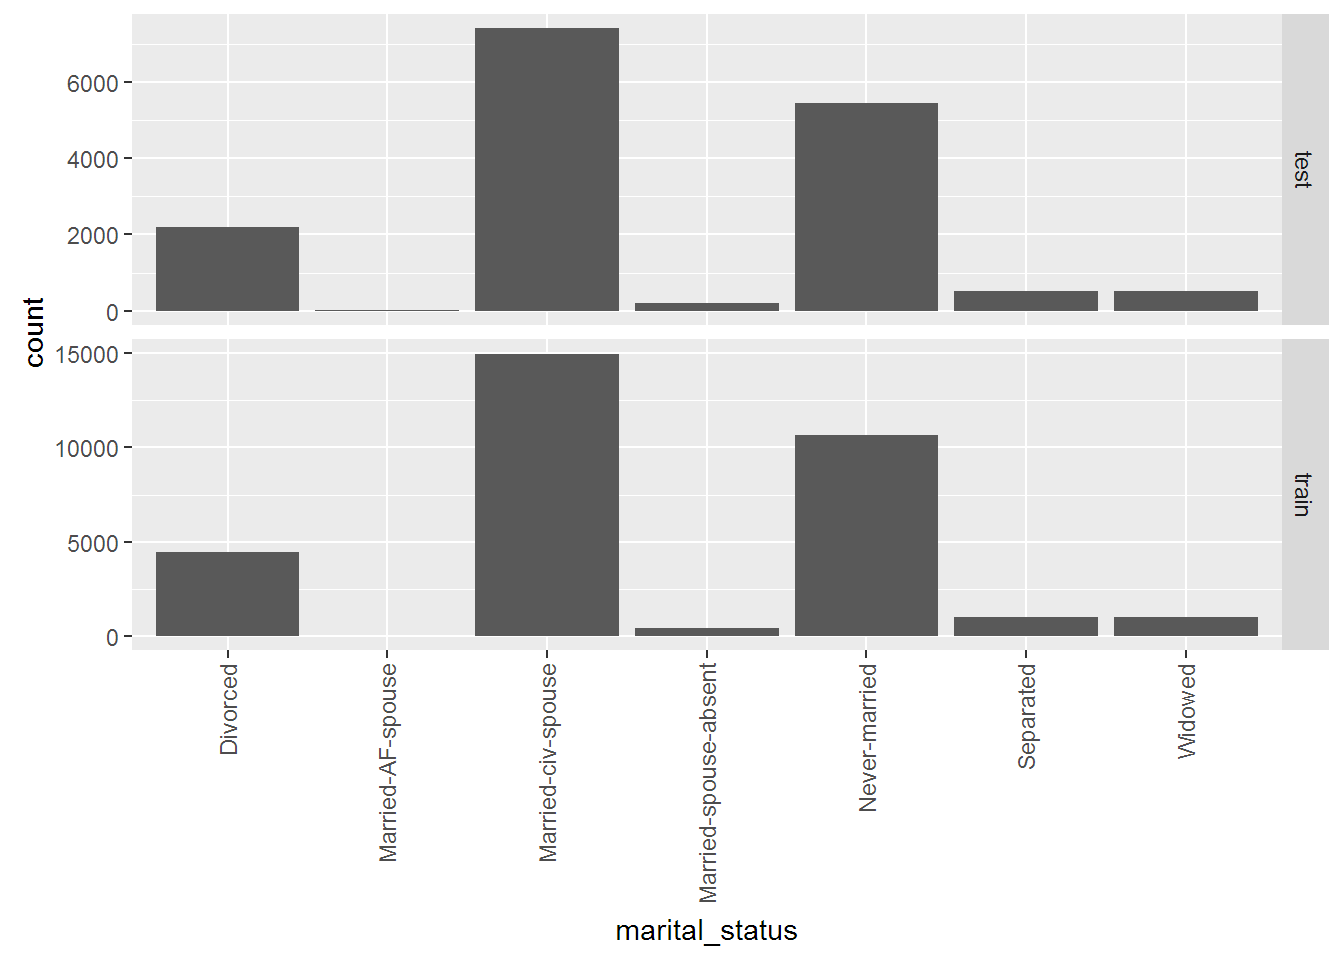 6000
4000
2000
0
test
count
15000
10000
5000
0
train
Divorced
Married-AF-spouse
Married-civ-spouse
Married-spouse-absent
Never-married
Separated
Widowed
marital_status